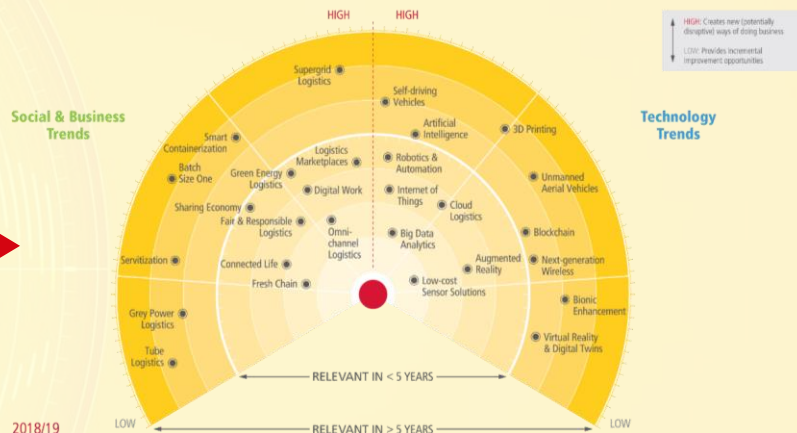 HIGH
HIGH
HIGH: Creates new (potentially
disruptive) ways of doing business
LOW: Provides incremental
improvement opportunities
Social & Business
Trends
Technology
Trends
Supergrid
Logistics
Self-driving
Vehicles
Smart
Containerization
Artificial
Intelligence
3D Printing
Batch
Size One
Logistics
Marketplaces
Robotics &
Automation
Green Energy
Logistics
Unmanned
Aerial Vehicles
Digital Work
Internet of
Things
Sharing Economy
Cloud
Logistics
Fair & Responsible
Logistics
Omni-
channel
Logistics
Big Data
Analytics
Blockchain
Servitization
Connected Life
Augmented
Reality
Next-generation
Wireless
Fresh Chain
Low-cost
Sensor Solutions
Bionic
Enhancement
Grey Power
Logistics
Virtual Reality
& Digital Twins
Tube
Logistics
RELEVANT IN < 5 YEARS
LOW
LOW
2018/19
RELEVANT IN > 5 YEARS